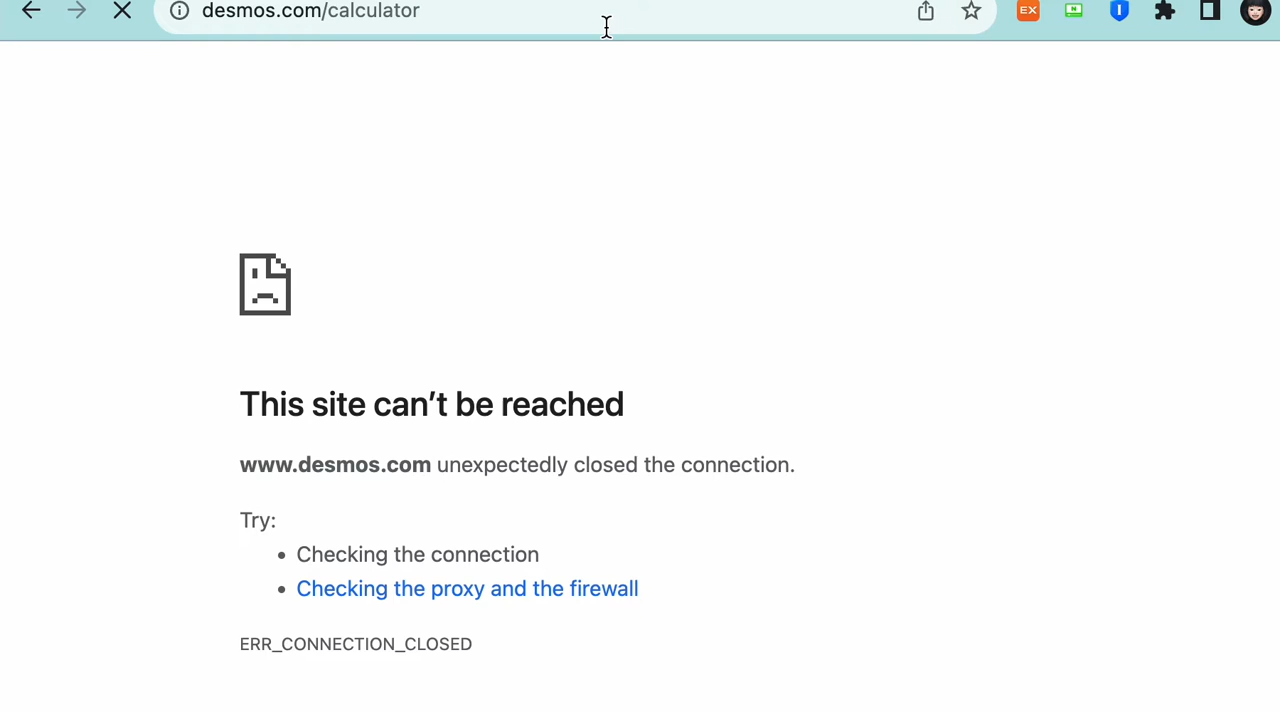 desmos.com/calculator
EX
N
This site can’t be reached
www.desmos.com unexpectedly closed the connection.
Try:
• Checking the connection
• Checking the proxy and the firewall
ERR_CONNECTION_CLOSED